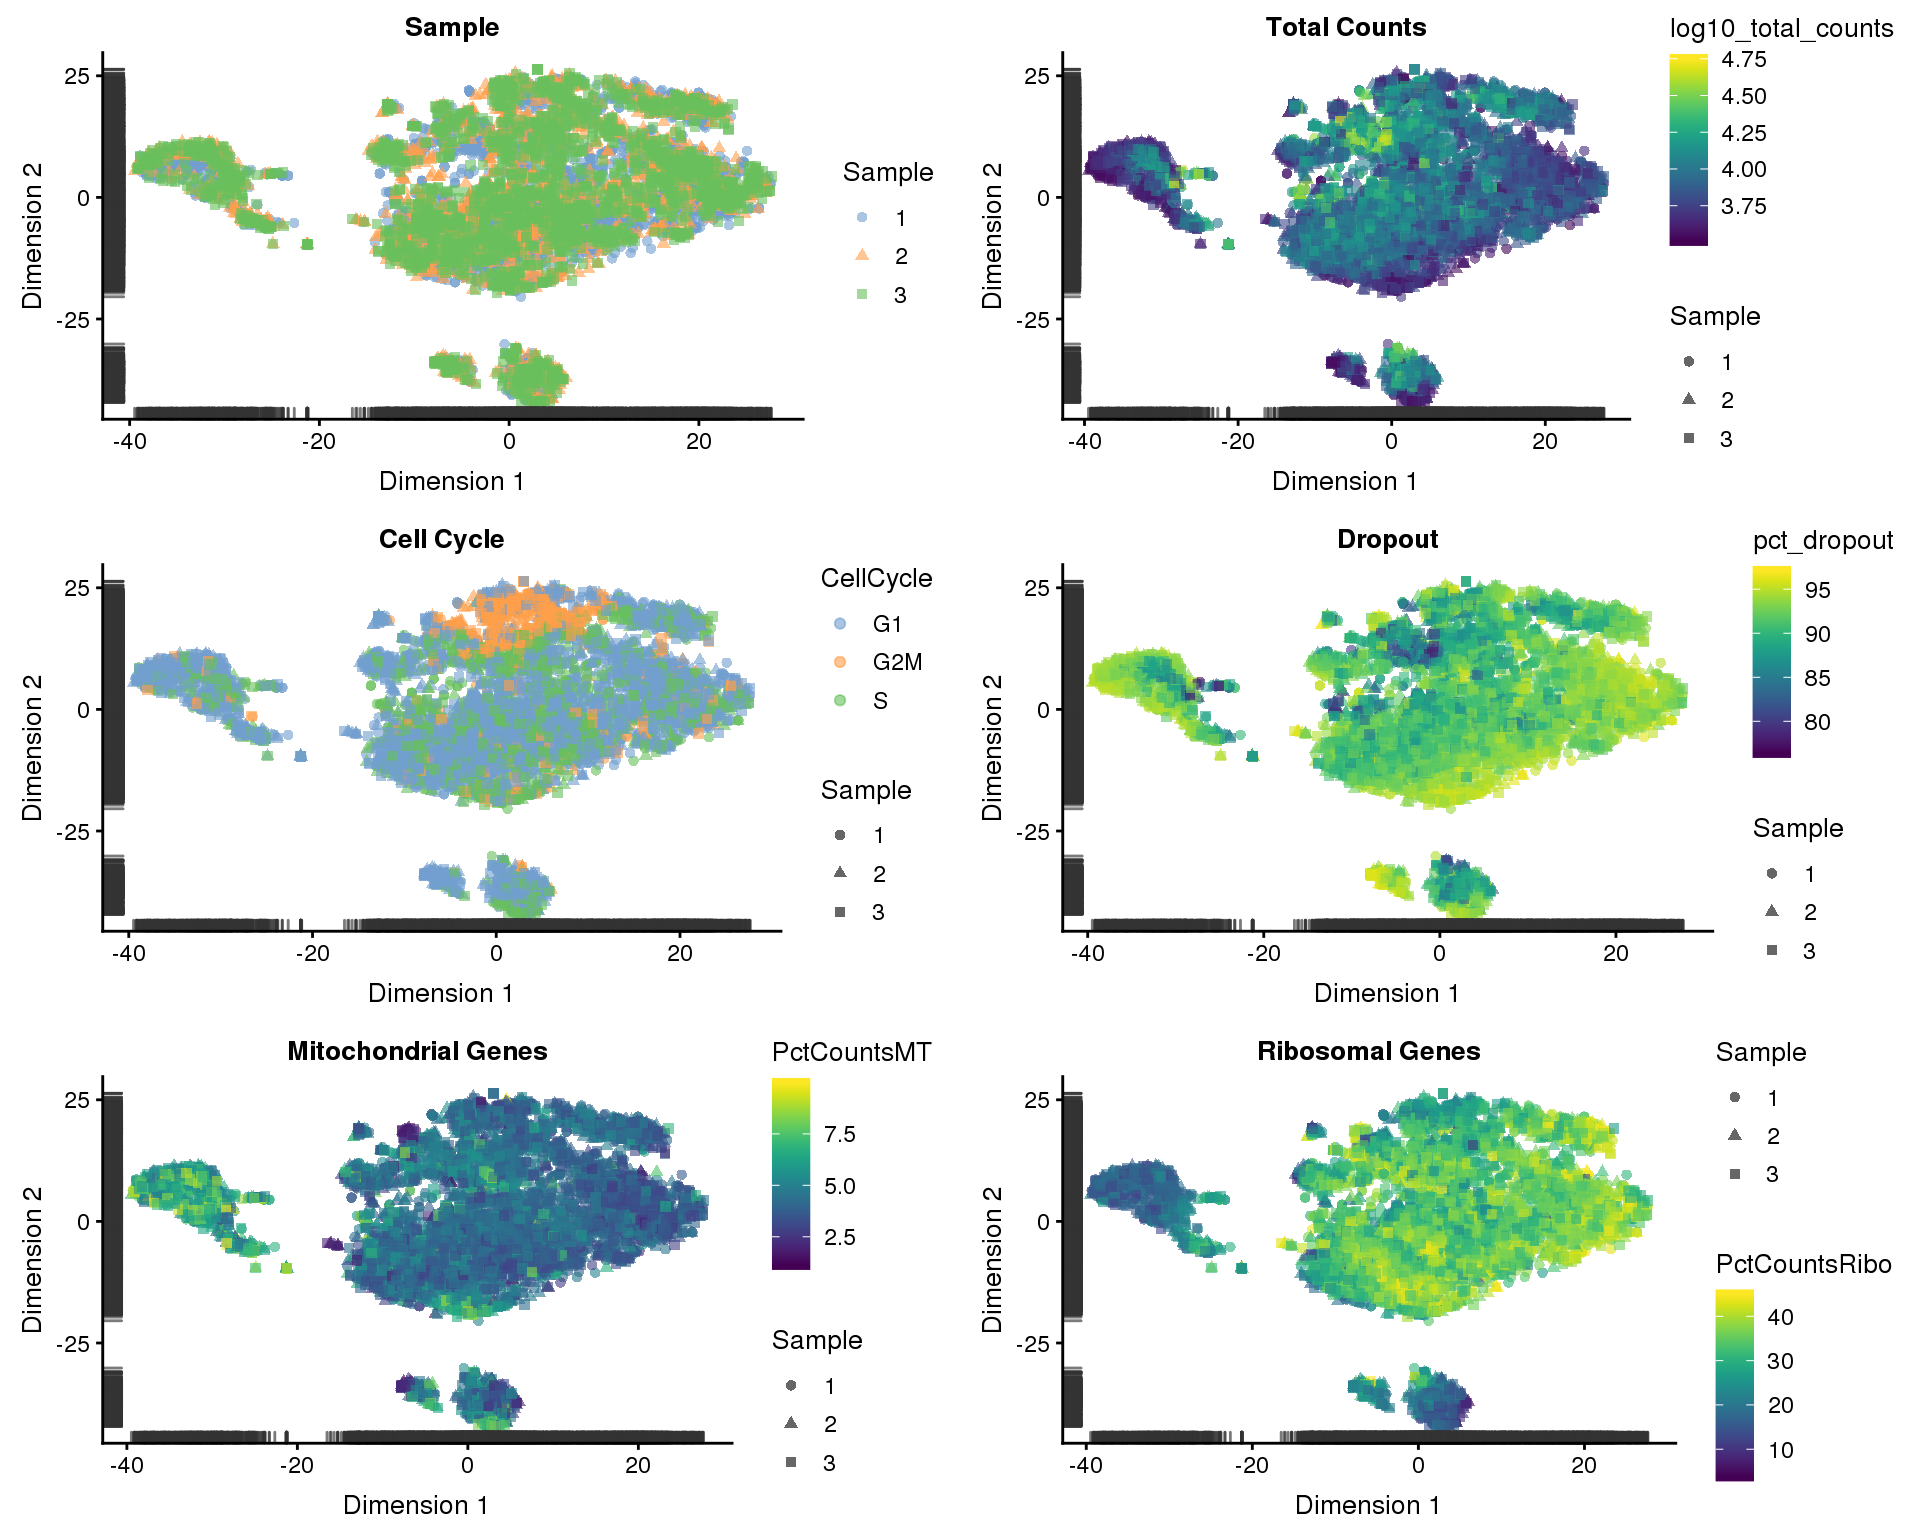 Sample
25
0
-25
-40
-20
0
20
Dimension 1
Dimension 2
Sample
1
2
3
Total Counts
25
0
-25
-40
-20
0
20
Dimension 1
Dimension 2
log10_total_counts
4.75
4.50
4.25
4.00
3.75
Sample
1
2
3
Cell Cycle
25
0
-25
-40
-20
0
20
Dimension 1
Dimension 2
CellCycle
G1
G2M
S
Sample
1
2
3
Dropout
25
0
-25
-40
-20
0
20
Dimension 1
Dimension 2
pct_dropout
95
90
85
80
Sample
1
2
3
Mitochondrial Genes
25
0
-25
-40
-20
0
20
Dimension 1
Dimension 2
PctCountsMT
7.5
5.0
2.5
Sample
1
2
3
Ribosomal Genes
25
0
-25
-40
-20
0
20
Dimension 1
Dimension 2
Sample
1
2
3
PctCountsRibo
40
30
20
10